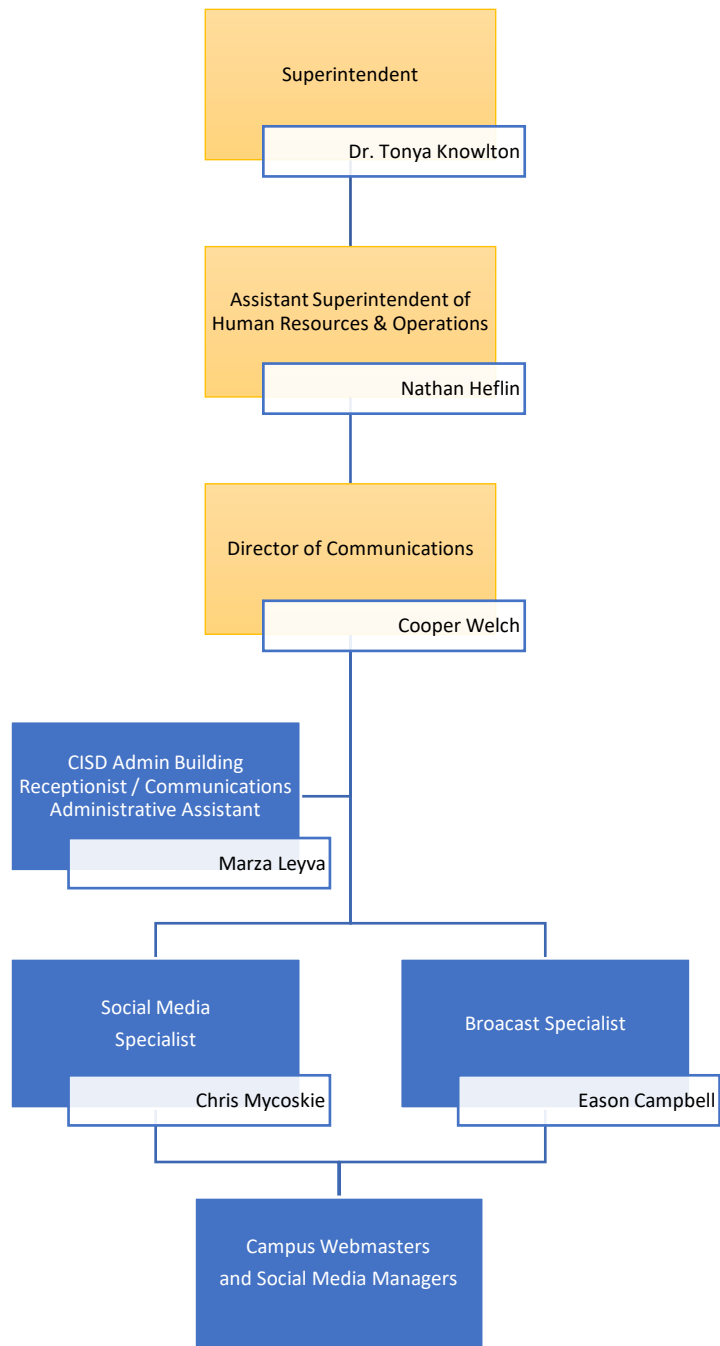 Superintendent
Dr. Tonya Knowlton
Assistant Superintendent of
Human Resources & Operations
Nathan Heflin
Director of Communications
Cooper Welch
CISD Admin Building
Receptionist / Communications
Administrative Assistant
Marza Leyva
Social Media
Specialist
Chris Mycoskie
Broacast Specialist
Eason Campbell
Campus Webmasters
and Social Media Managers